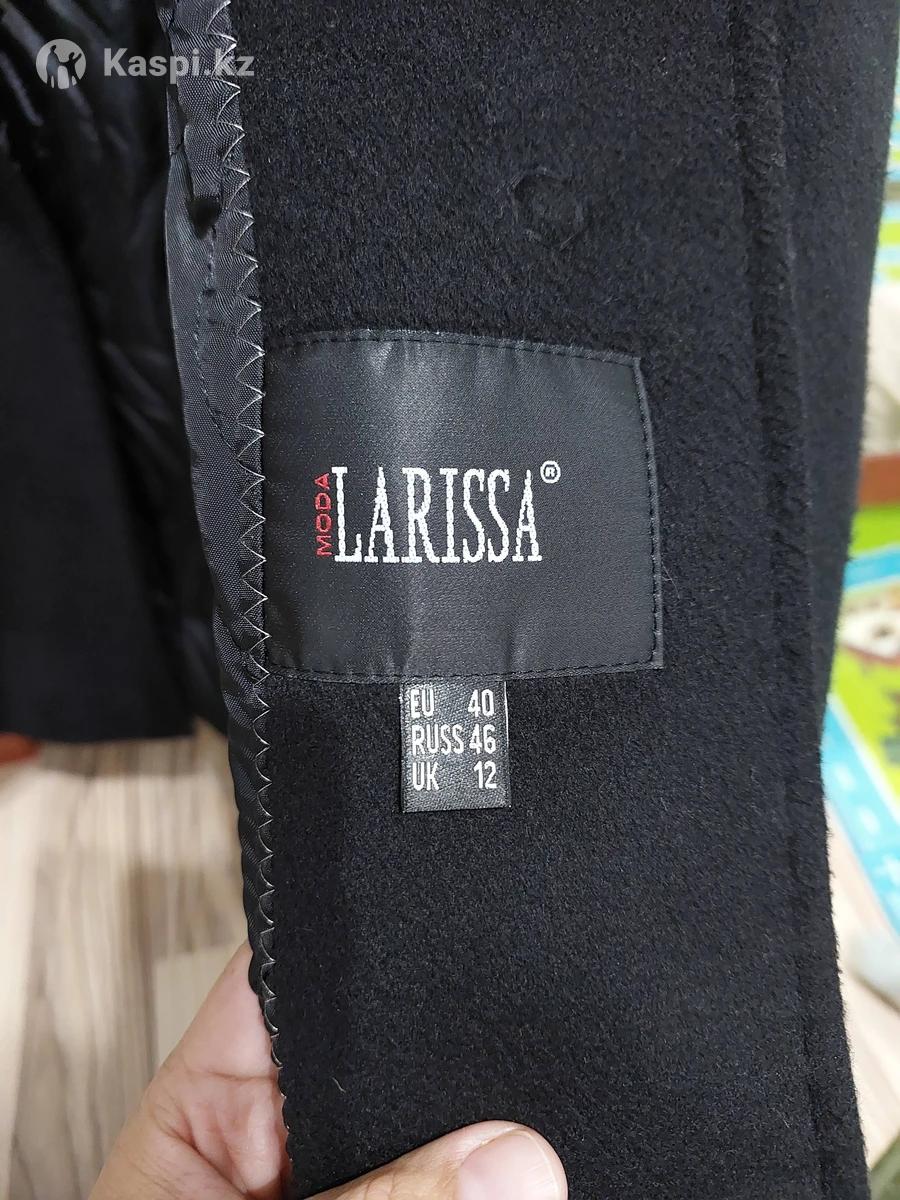 Kaspi.kz
MODA LARISSA®
EU 40
RUSS 46
UK 12